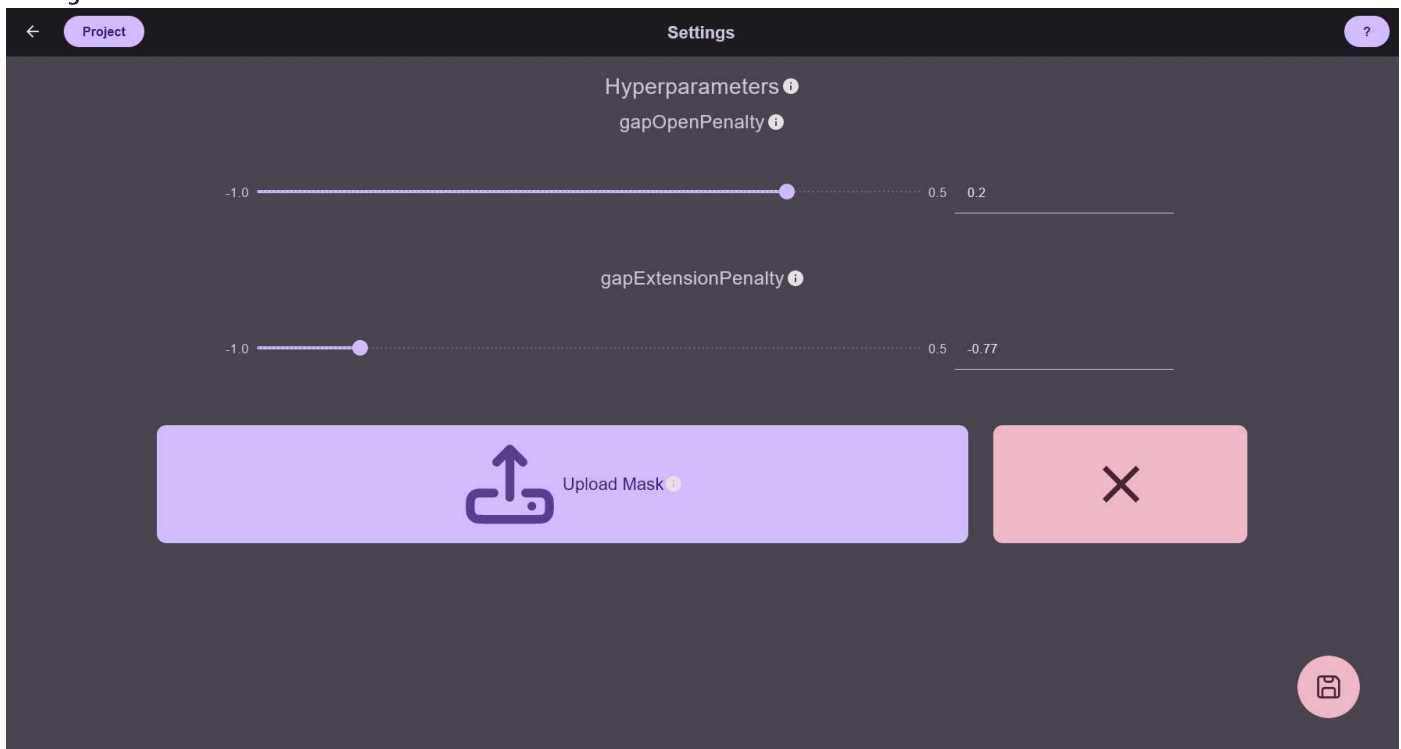 Project
Settings
?
Hyperparameters
gapOpenPenalty
-1.0 0.5 0.2
gapExtensionPenalty
-1.0 0.5 -0.77
Upload Mask